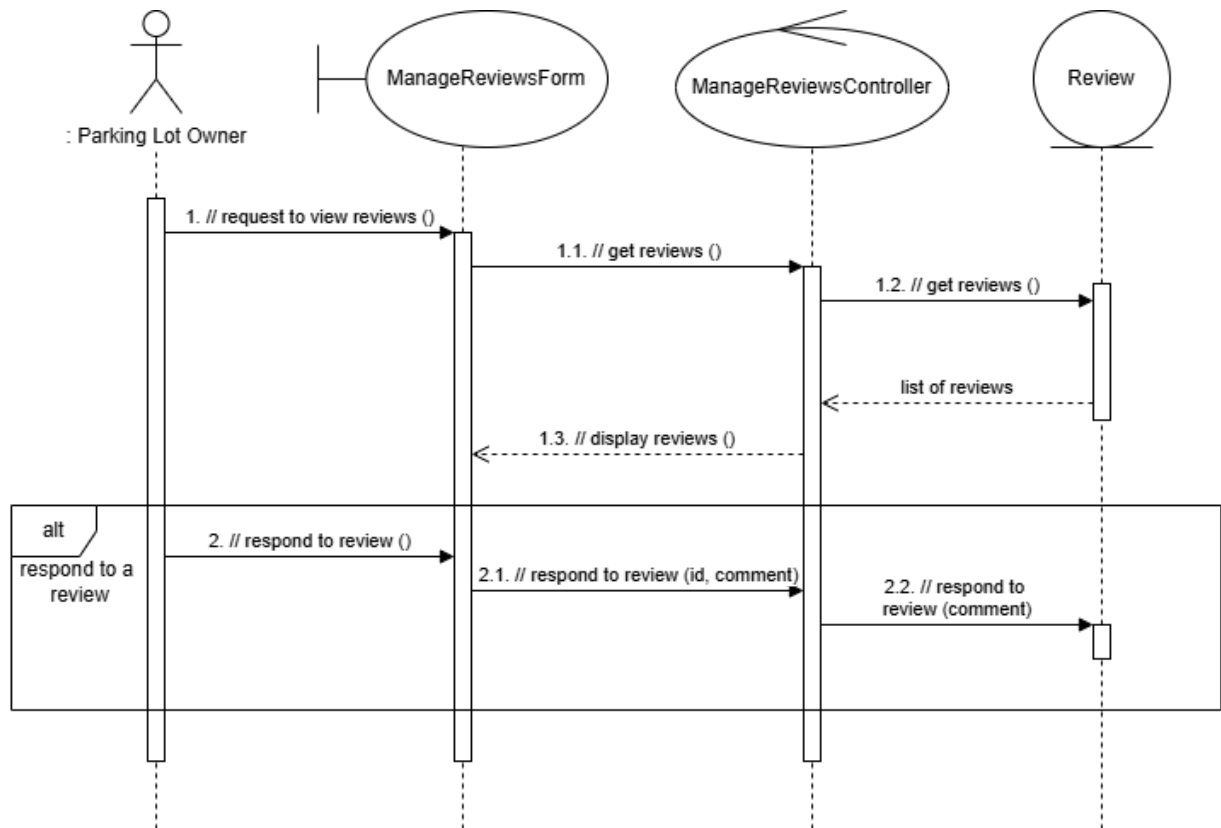 : Parking Lot Owner
ManageReviewsForm
ManageReviewsController
Review
1. // request to view reviews ()
1.1. // get reviews ()
1.2. // get reviews ()
list of reviews
1.3. // display reviews ()
alt
respond to a
review
2. // respond to review ()
2.1. // respond to review (id, comment)
2.2. // respond to
review (comment)